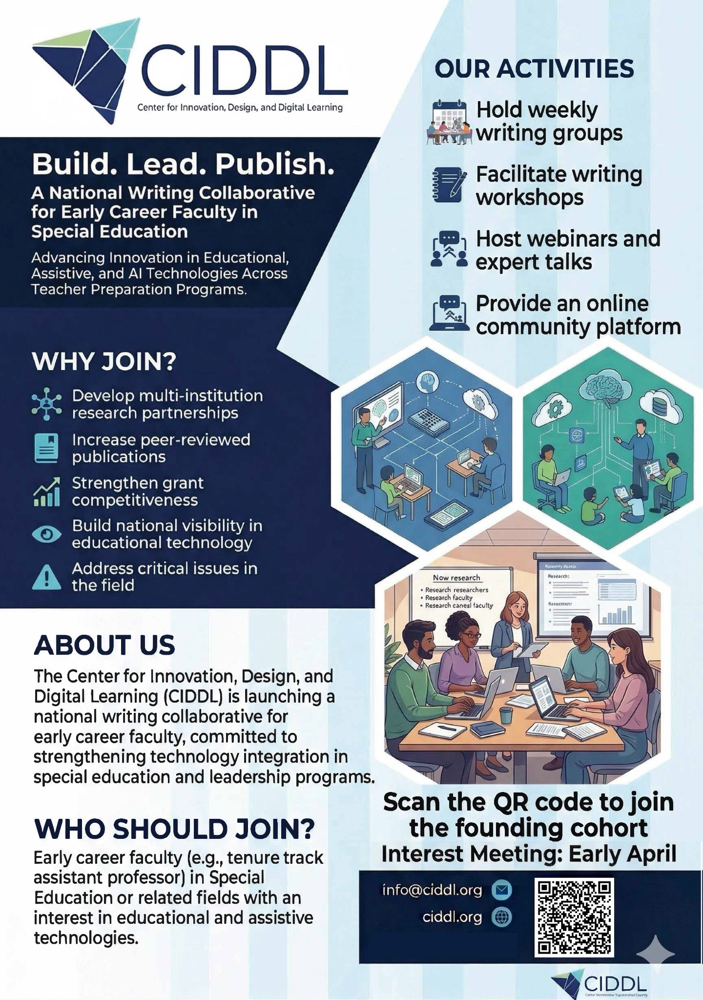 CIDDL
Center for Innovation, Design, and Digital Learning
Build. Lead. Publish.
A National Writing Collaborative
for Early Career Faculty in
Special Education
Advancing Innovation in Educational,
Assistive, and AI Technologies Across
Teacher Preparation Programs.
WHY JOIN?
Develop multi-institution
research partnerships
Increase peer-reviewed
publications
Strengthen grant
competitiveness
Build national visibility in
educational technology
Address critical issues in
the field
OUR ACTIVITIES
Hold weekly
writing groups
Facilitate writing
workshops
Host webinars and
expert talks
Provide an online
community platform
Now research
• Research researchers
• Research faculty
• Research canesl faculty
Research:
ABOUT US
The Center for Innovation, Design, and
Digital Learning (CIDDL) is launching a
national writing collaborative for
early career faculty, committed to
strengthening technology integration in
special education and leadership programs.
WHO SHOULD JOIN?
Early career faculty (e.g., tenure track
assistant professor) in Special
Education or related fields with an
interest in educational and assistive
technologies.
Scan the QR code to join
the founding cohort
Interest Meeting: Early April
info@ciddl.org
ciddl.org
CIDDL